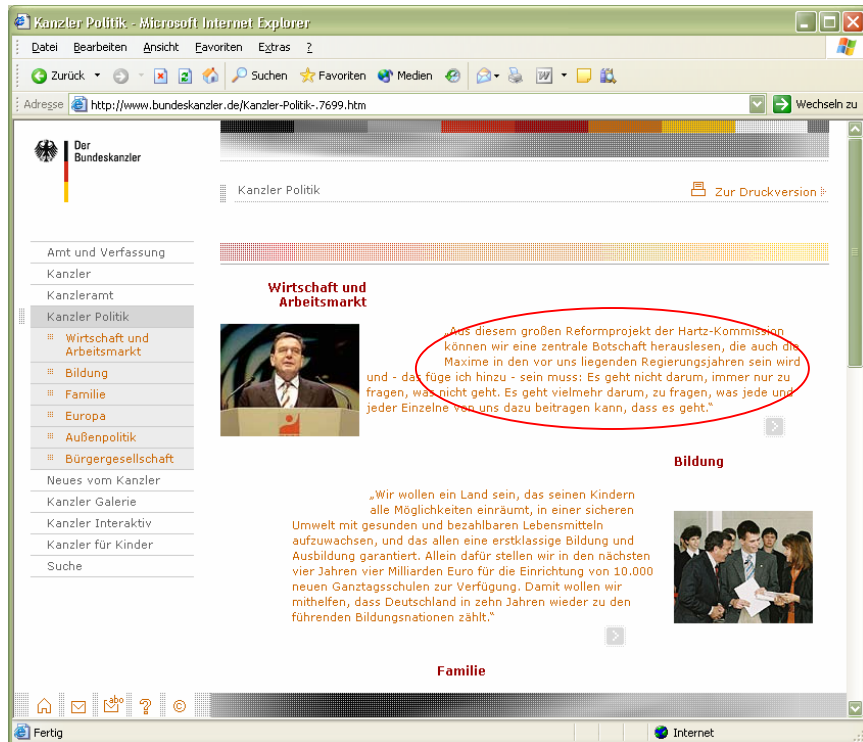 Kanzler Politik - Microsoft Internet Explorer
Datei Bearbeiten Ansicht Favoriten Extras ?
Zurück Suchen Favoriten Medien
Adresse http://www.bundeskanzler.de/Kanzler-Politik-.7699.htm Wechseln zu
Der
Bundeskanzler
Kanzler Politik Zur Druckversion
Amt und Verfassung
Kanzler
Kanzleramt
Kanzler Politik
Wirtschaft und
Arbeitsmarkt
Bildung
Familie
Europa
Außenpolitik
Bürgergesellschaft
Neues vom Kanzler
Kanzler Galerie
Kanzler Interaktiv
Kanzler für Kinder
Suche
Wirtschaft und
Arbeitsmarkt
„Aus diesem großen Reformprojekt der Hartz-Kommission
können wir eine zentrale Botschaft herauslesen, die auch die
Maxime in den vor uns liegenden Regierungsjahren sein wird
und - das füge ich hinzu - sein muss: Es geht nicht darum, immer nur zu
fragen, was nicht geht. Es geht vielmehr darum, zu fragen, was jede und
jeder Einzelne von uns dazu beitragen kann, dass es geht.“
Bildung
„Wir wollen ein Land sein, das seinen Kindern
alle Möglichkeiten einräumt, in einer sicheren
Umwelt mit gesunden und bezahlbaren Lebensmitteln
aufzuwachsen, und das allen eine erstklassige Bildung und
Ausbildung garantiert. Allein dafür stellen wir in den nächsten
vier Jahren vier Milliarden Euro für die Einrichtung von 10.000
neuen Ganztagsschulen zur Verfügung. Damit wollen wir
mithelfen, dass Deutschland in zehn Jahren wieder zu den
führenden Bildungsnationen zählt.“
Familie
abo ? ©
Fertig Internet